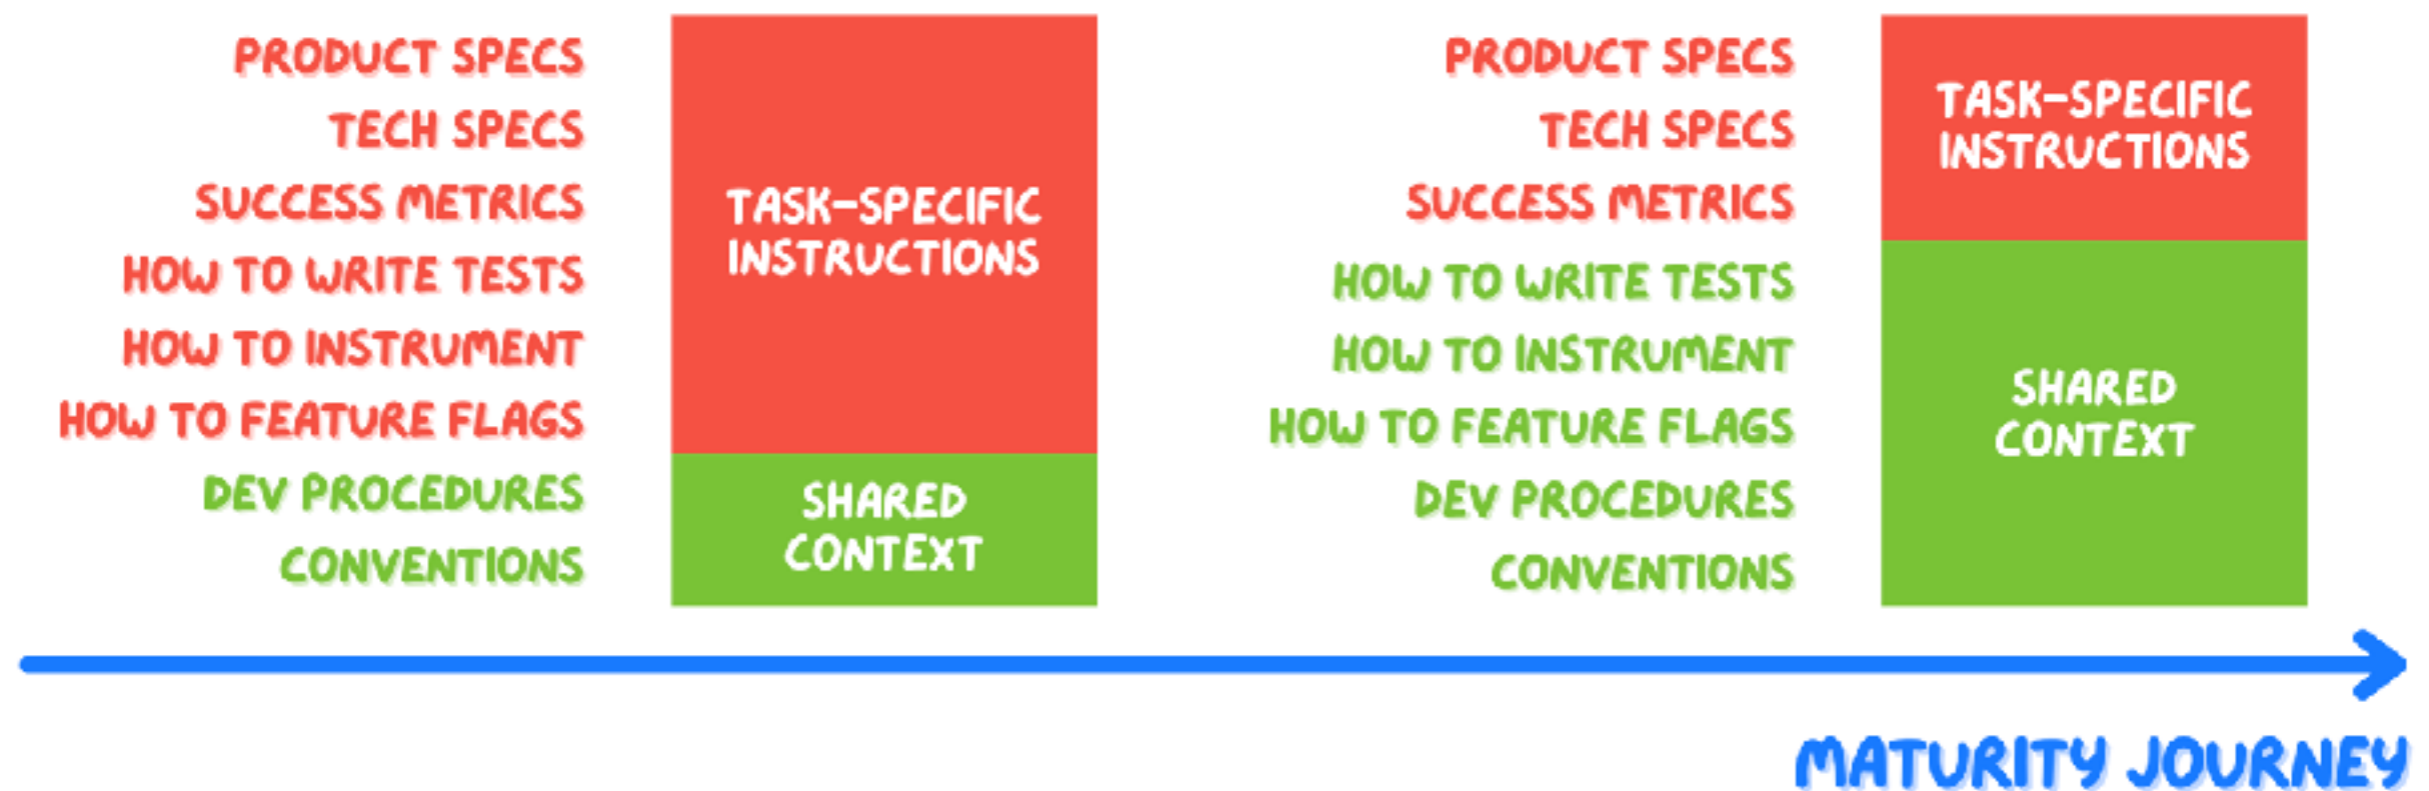 PRODUCT SPECS
TECH SPECS
SUCCESS METRICS
HOW TO WRITE TESTS
HOW TO INSTRUMENT
HOW TO FEATURE FLAGS
DEV PROCEDURES
CONVENTIONS
TASK-SPECIFIC
INSTRUCTIONS
SHARED
CONTEXT
PRODUCT SPECS
TECH SPECS
SUCCESS METRICS
HOW TO WRITE TESTS
HOW TO INSTRUMENT
HOW TO FEATURE FLAGS
DEV PROCEDURES
CONVENTIONS
TASK-SPECIFIC
INSTRUCTIONS
SHARED
CONTEXT
MATURITY JOURNEY